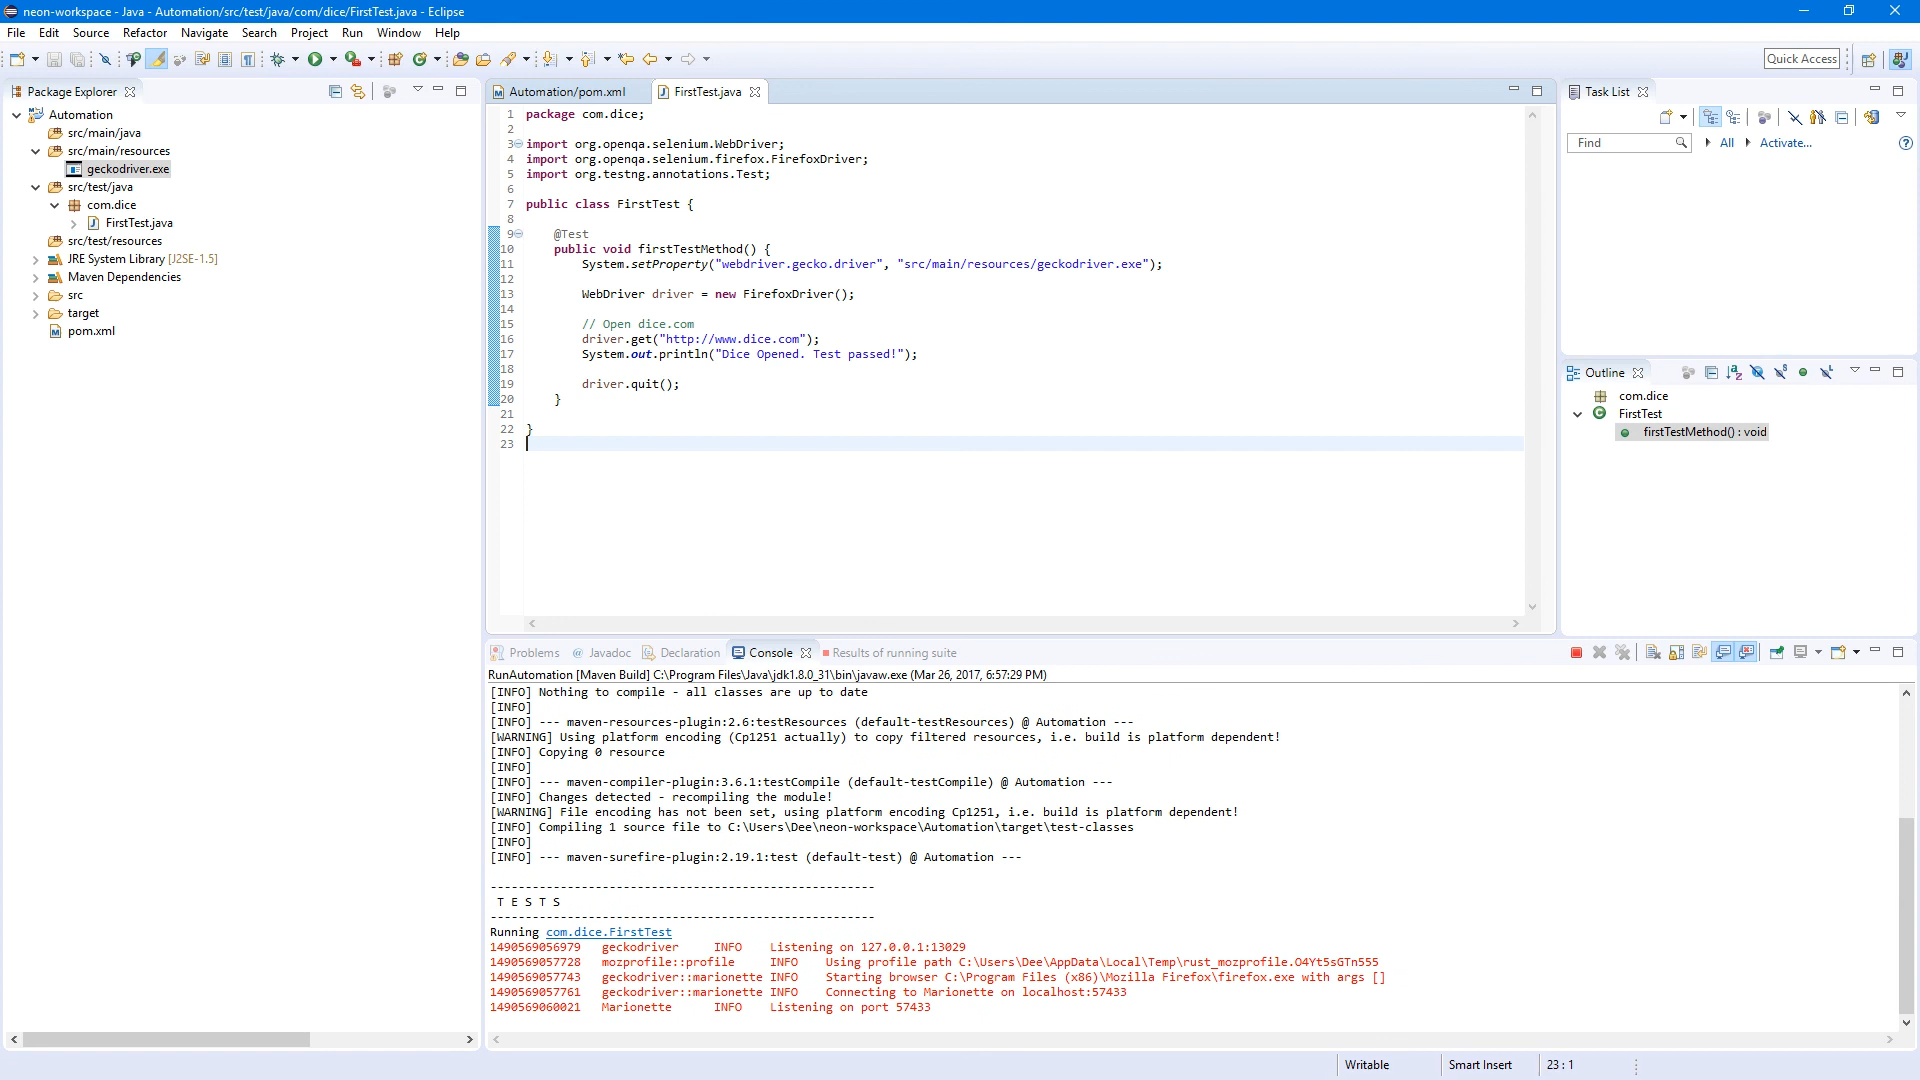 neon-workspace - Java - Automation/src/test/java/com/dice/FirstTest.java - Eclipse
File Edit Source Refactor Navigate Search Project Run Window Help
Quick Access
Package Explorer
Automation
src/main/java
src/main/resources
geckodriver.exe
src/test/java
com.dice
FirstTest.java
src/test/resources
JRE System Library [J2SE-1.5]
Maven Dependencies
src
target
pom.xml
Automation/pom.xml FirstTest.java
1 package com.dice;
2
3 import org.openqa.selenium.WebDriver;
4 import org.openqa.selenium.firefox.FirefoxDriver;
5 import org.testng.annotations.Test;
6
7 public class FirstTest {
8
9 @Test
10 public void firstTestMethod() {
11 System.setProperty("webdriver.gecko.driver", "src/main/resources/geckodriver.exe");
12
13 WebDriver driver = new FirefoxDriver();
14
15 // Open dice.com
16 driver.get("http://www.dice.com");
17 System.out.println("Dice Opened. Test passed!");
18
19 driver.quit();
20 }
21
22 }
23
Task List
Find All Activate...
Outline
com.dice
FirstTest
firstTestMethod() : void
Problems Javadoc Declaration Console Results of running suite
RunAutomation [Maven Build] C:\Program Files\Java\jdk1.8.0_31\bin\javaw.exe (Mar 26, 2017, 6:57:29 PM)
[INFO] Nothing to compile - all classes are up to date
[INFO]
[INFO] --- maven-resources-plugin:2.6:testResources (default-testResources) @ Automation ---
[WARNING] Using platform encoding (Cp1251 actually) to copy filtered resources, i.e. build is platform dependent!
[INFO] Copying 0 resource
[INFO]
[INFO] --- maven-compiler-plugin:3.6.1:testCompile (default-testCompile) @ Automation ---
[INFO] Changes detected - recompiling the module!
[WARNING] File encoding has not been set, using platform encoding Cp1251, i.e. build is platform dependent!
[INFO] Compiling 1 source file to C:\Users\Dee\neon-workspace\Automation\target\test-classes
[INFO]
[INFO] --- maven-surefire-plugin:2.19.1:test (default-test) @ Automation ---
-------------------------------------------------------
T E S T S
-------------------------------------------------------
Running com.dice.FirstTest
1490569056979 geckodriver INFO Listening on 127.0.0.1:13029
1490569057728 mozprofile::profile INFO Using profile path C:\Users\Dee\AppData\Local\Temp\rust_mozprofile.O4Yt5sGTn555
1490569057743 geckodriver::marionette INFO Starting browser C:\Program Files (x86)\Mozilla Firefox\firefox.exe with args []
1490569057761 geckodriver::marionette INFO Connecting to Marionette on localhost:57433
1490569060021 Marionette INFO Listening on port 57433
Writable Smart Insert 23 : 1